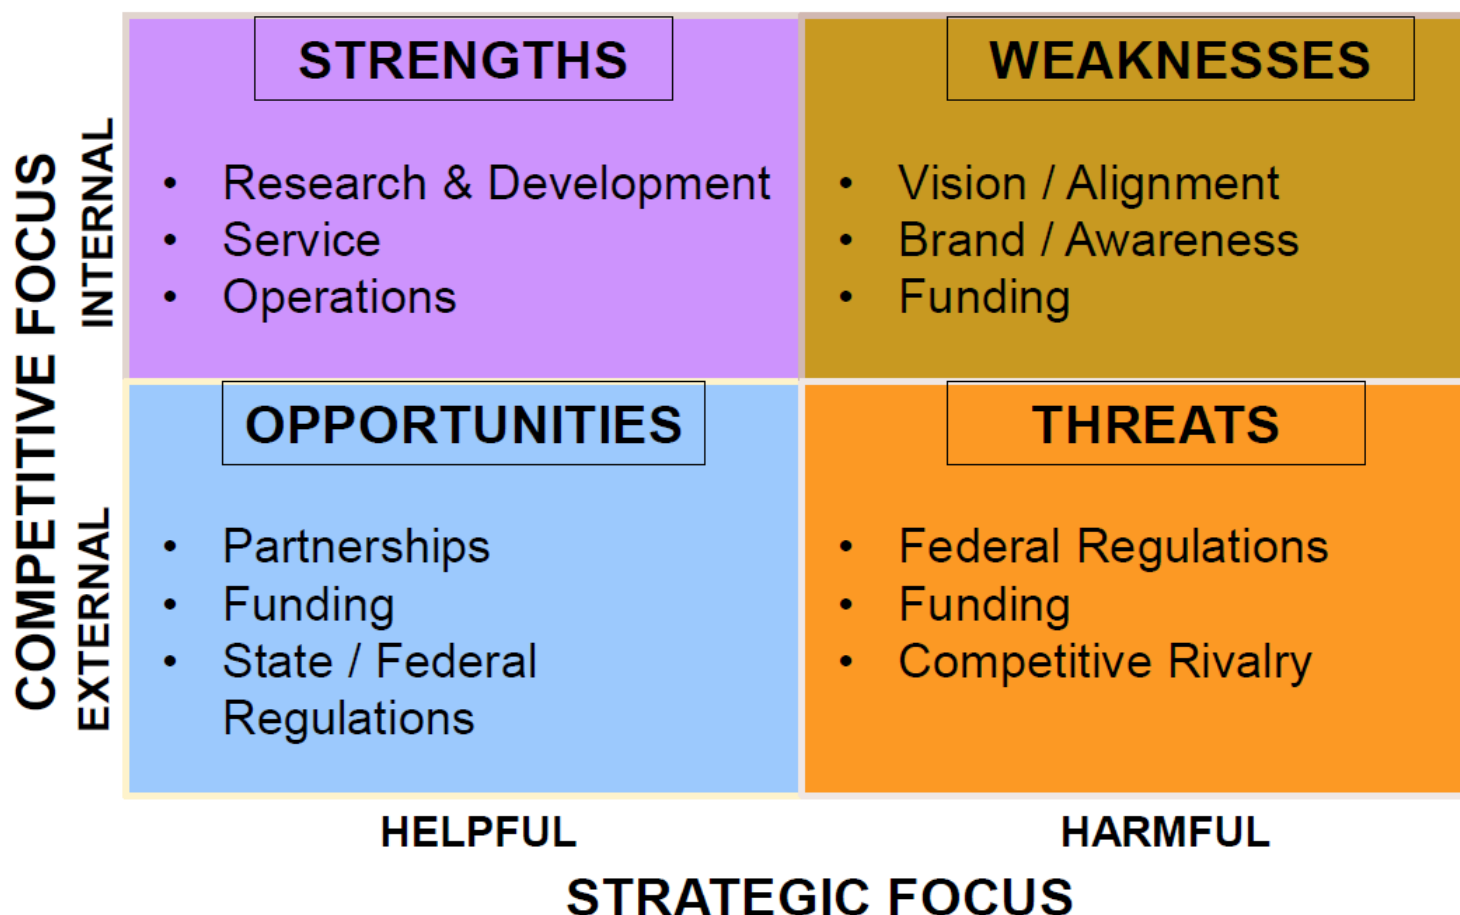 STRENGTHS
• Research & Development
• Service
• Operations
WEAKNESSES
• Vision / Alignment
• Brand / Awareness
• Funding
OPPORTUNITIES
• Partnerships
• Funding
• State / Federal
Regulations
THREATS
• Federal Regulations
• Funding
• Competitive Rivalry
COMPETITIVE FOCUS
INTERNAL
EXTERNAL
HELPFUL
HARMFUL
STRATEGIC FOCUS